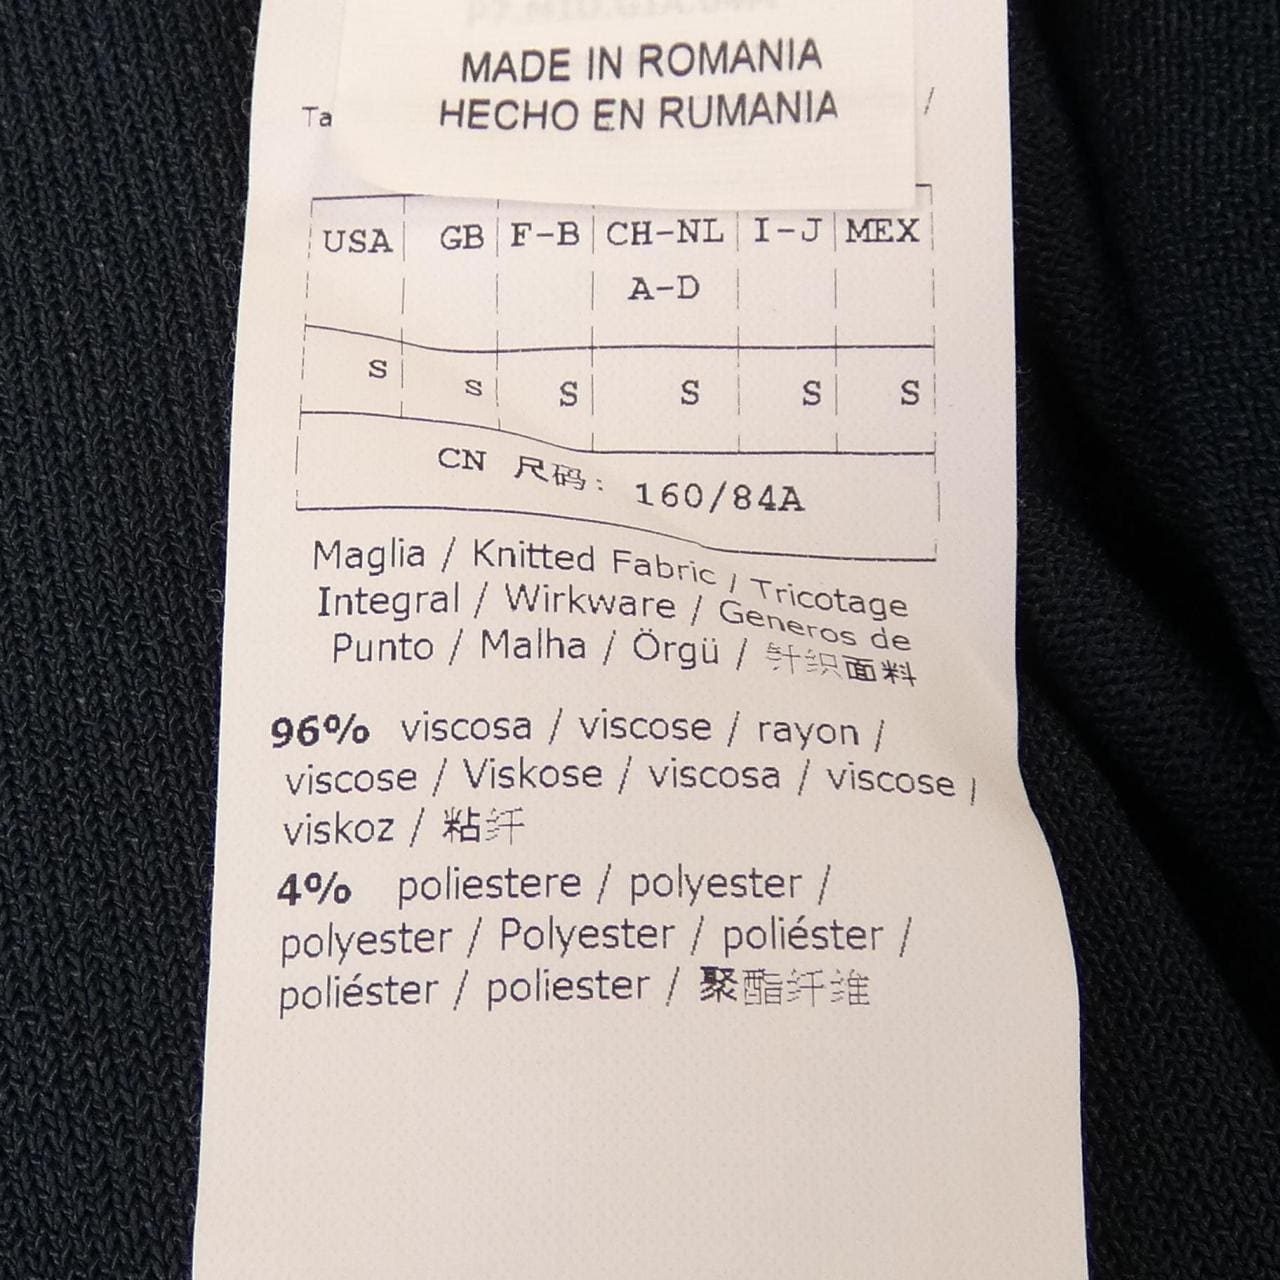 MADE IN ROMANIA
HECHO EN RUMANIA
Ta /
USA GB F-B CH-NL I-J MEX
A-D
S S S S S S
CN 尺码: 160/84A
Maglia / Knitted Fabric / Tricotage
Integral / Wirkware / Generos de
Punto / Malha / Örgü / 针织面料
96% viscosa / viscose / rayon /
viscose / Viskose / viscosa / viscose /
viskoz / 粘纤
4% poliestere / polyester /
polyester / Polyester / poliéster /
poliéster / poliester / 聚酯纤维